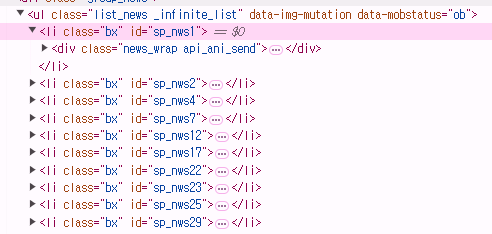 <ul class="list_news _infinite_list" data-img-mutation data-mobstatus="ob">
<li class="bx" id="sp_nws1"> == $0
<div class="news_wrap api_ani_send">…</div>
</li>
<li class="bx" id="sp_nws2">…</li>
<li class="bx" id="sp_nws4">…</li>
<li class="bx" id="sp_nws7">…</li>
<li class="bx" id="sp_nws12">…</li>
<li class="bx" id="sp_nws17">…</li>
<li class="bx" id="sp_nws22">…</li>
<li class="bx" id="sp_nws23">…</li>
<li class="bx" id="sp_nws25">…</li>
<li class="bx" id="sp_nws29">…</li>